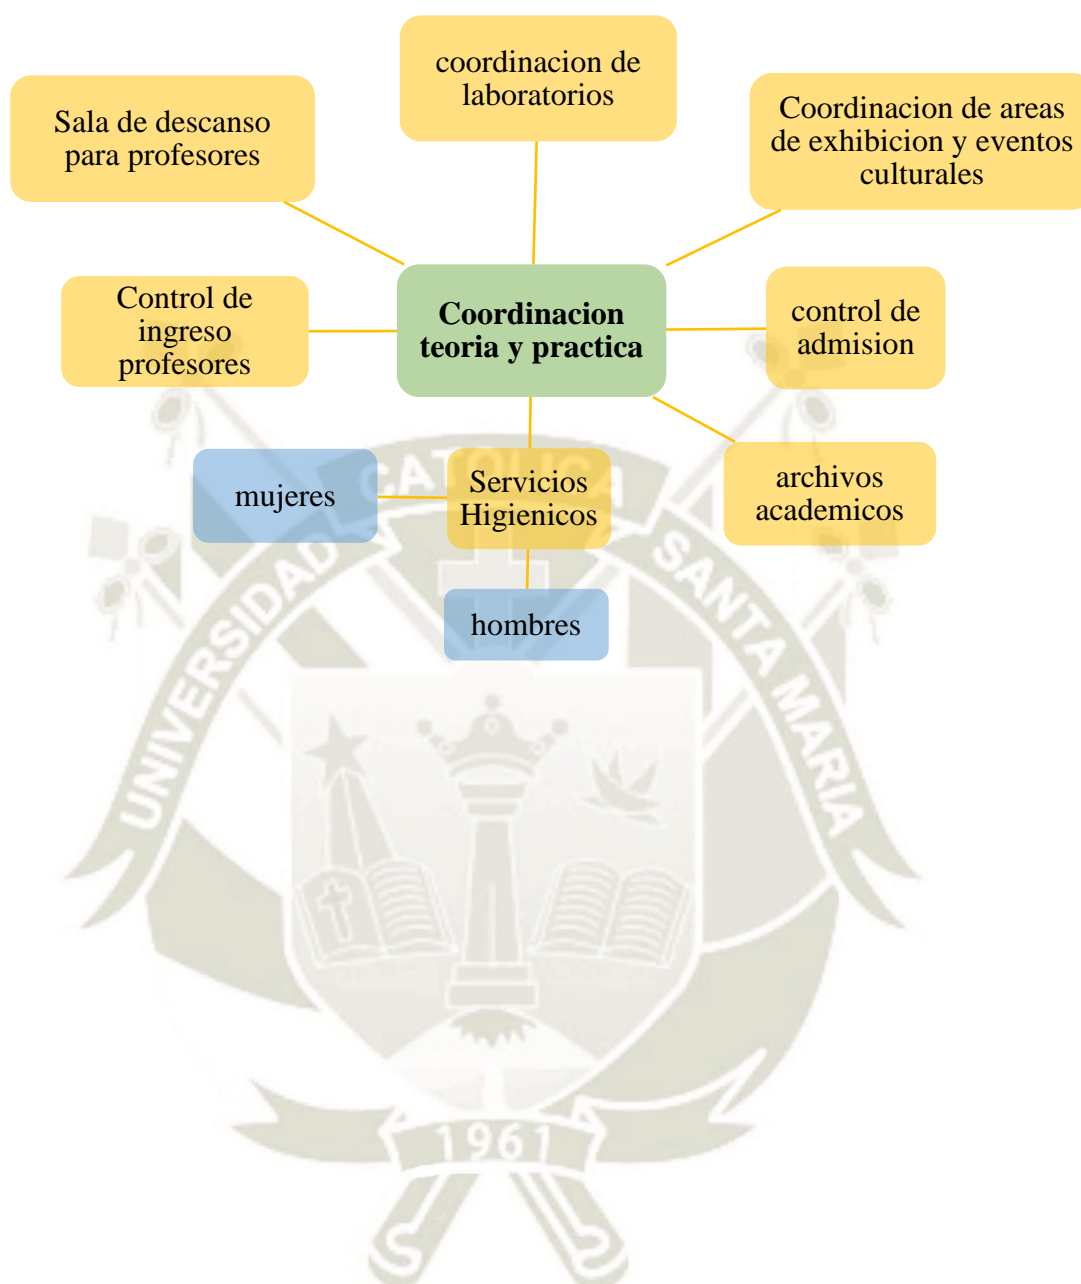 coordinacion de
laboratorios
Sala de descanso
para profesores
Coordinacion de areas
de exhibicion y eventos
culturales
Control de
ingreso
profesores
Coordinacion
teoria y practica
control de
admision
mujeres
Servicios
Higienicos
archivos
academicos
hombres
UNIVERSIDAD CATOLICA SANTA MARIA
1961